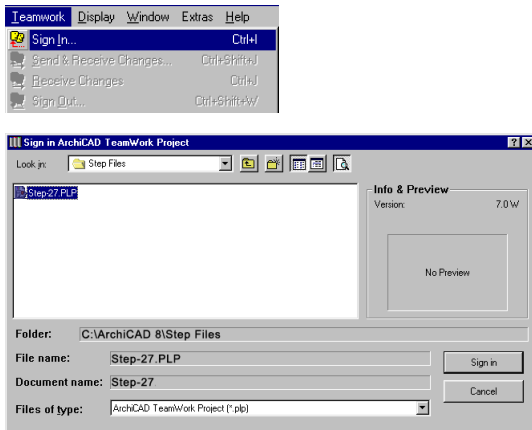 Teamwork Display Window Extras Help
Sign In... Ctrl+I
Send & Receive Changes... Ctrl+Shift+J
Receive Changes Ctrl+J
Sign Out... Ctrl+Shift+W
Sign in ArchiCAD TeamWork Project
Look in: Step Files
Step-27.PLP
Info & Preview
Version: 7.0 W
No Preview
Folder: C:\ArchiCAD 8\Step Files
File name: Step-27.PLP
Sign in
Document name: Step-27
Cancel
Files of type: ArchiCAD TeamWork Project (*.plp)